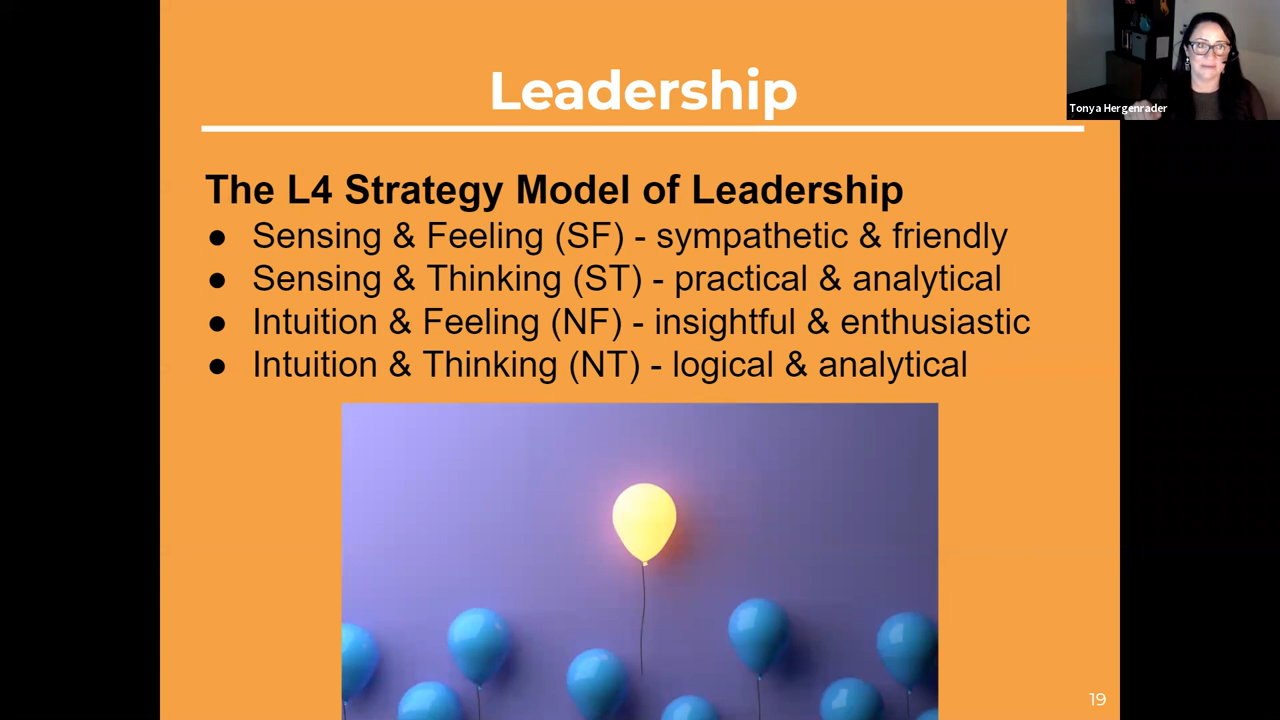 Leadership
Tonya Hergenrader
The L4 Strategy Model of Leadership
● Sensing & Feeling (SF) - sympathetic & friendly
● Sensing & Thinking (ST) - practical & analytical
● Intuition & Feeling (NF) - insightful & enthusiastic
● Intuition & Thinking (NT) - logical & analytical
19